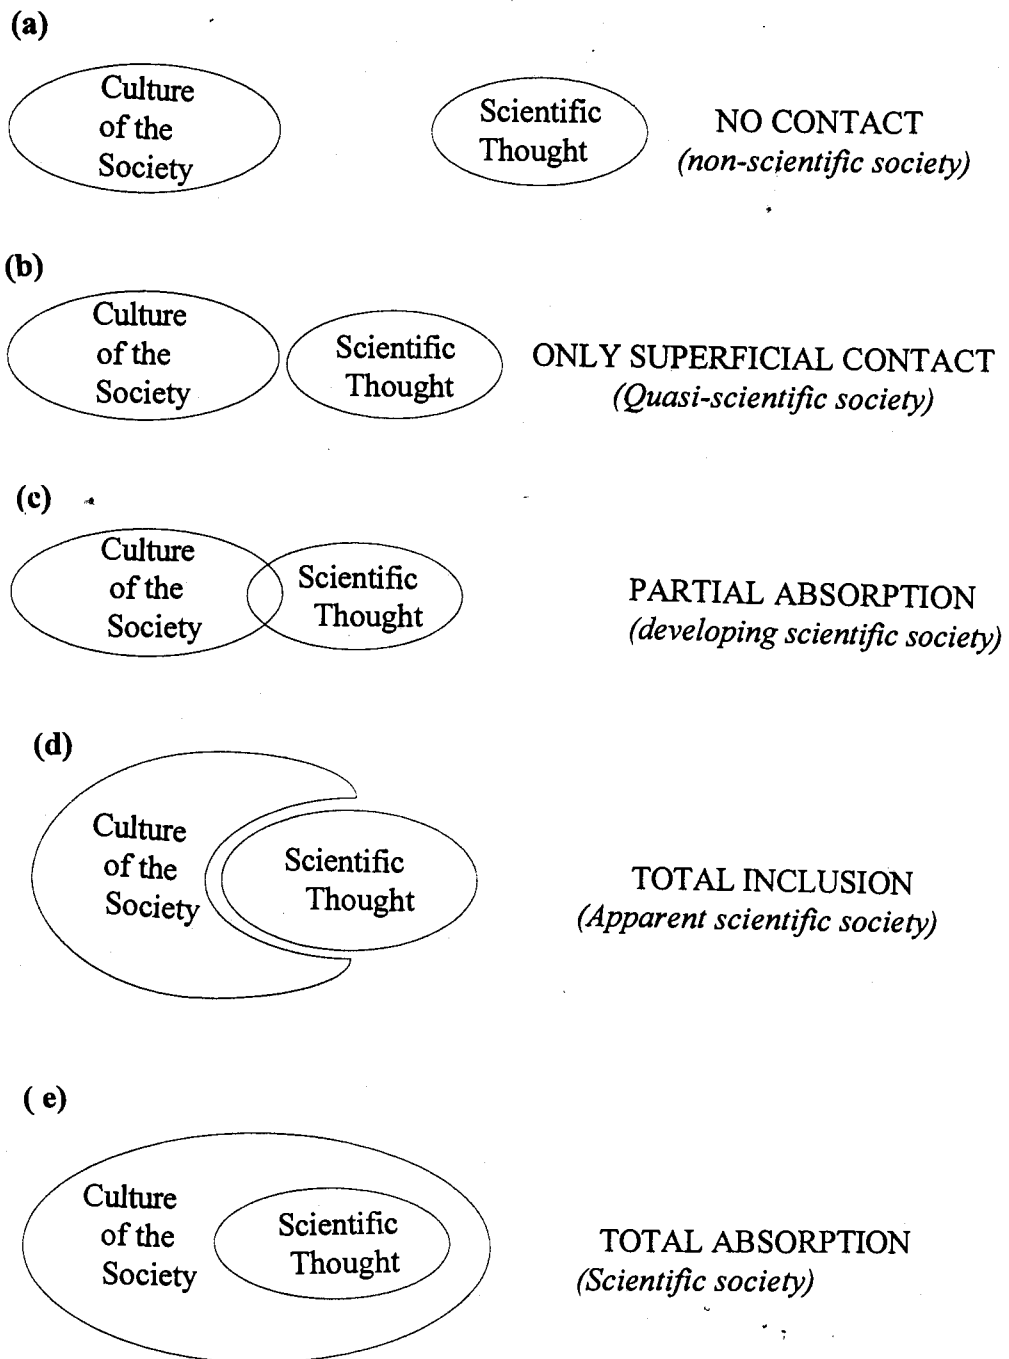 (a)
Culture
of the
Society
Scientific
Thought
NO CONTACT
(non-scientific society)
(b)
Culture
of the
Society
Scientific
Thought
ONLY SUPERFICIAL CONTACT
(Quasi-scientific society)
(c)
Culture
of the
Society
Scientific
Thought
PARTIAL ABSORPTION
(developing scientific society)
(d)
Culture
of the
Society
Scientific
Thought
TOTAL INCLUSION
(Apparent scientific society)
( e)
Culture
of the
Society
Scientific
Thought
TOTAL ABSORPTION
(Scientific society)